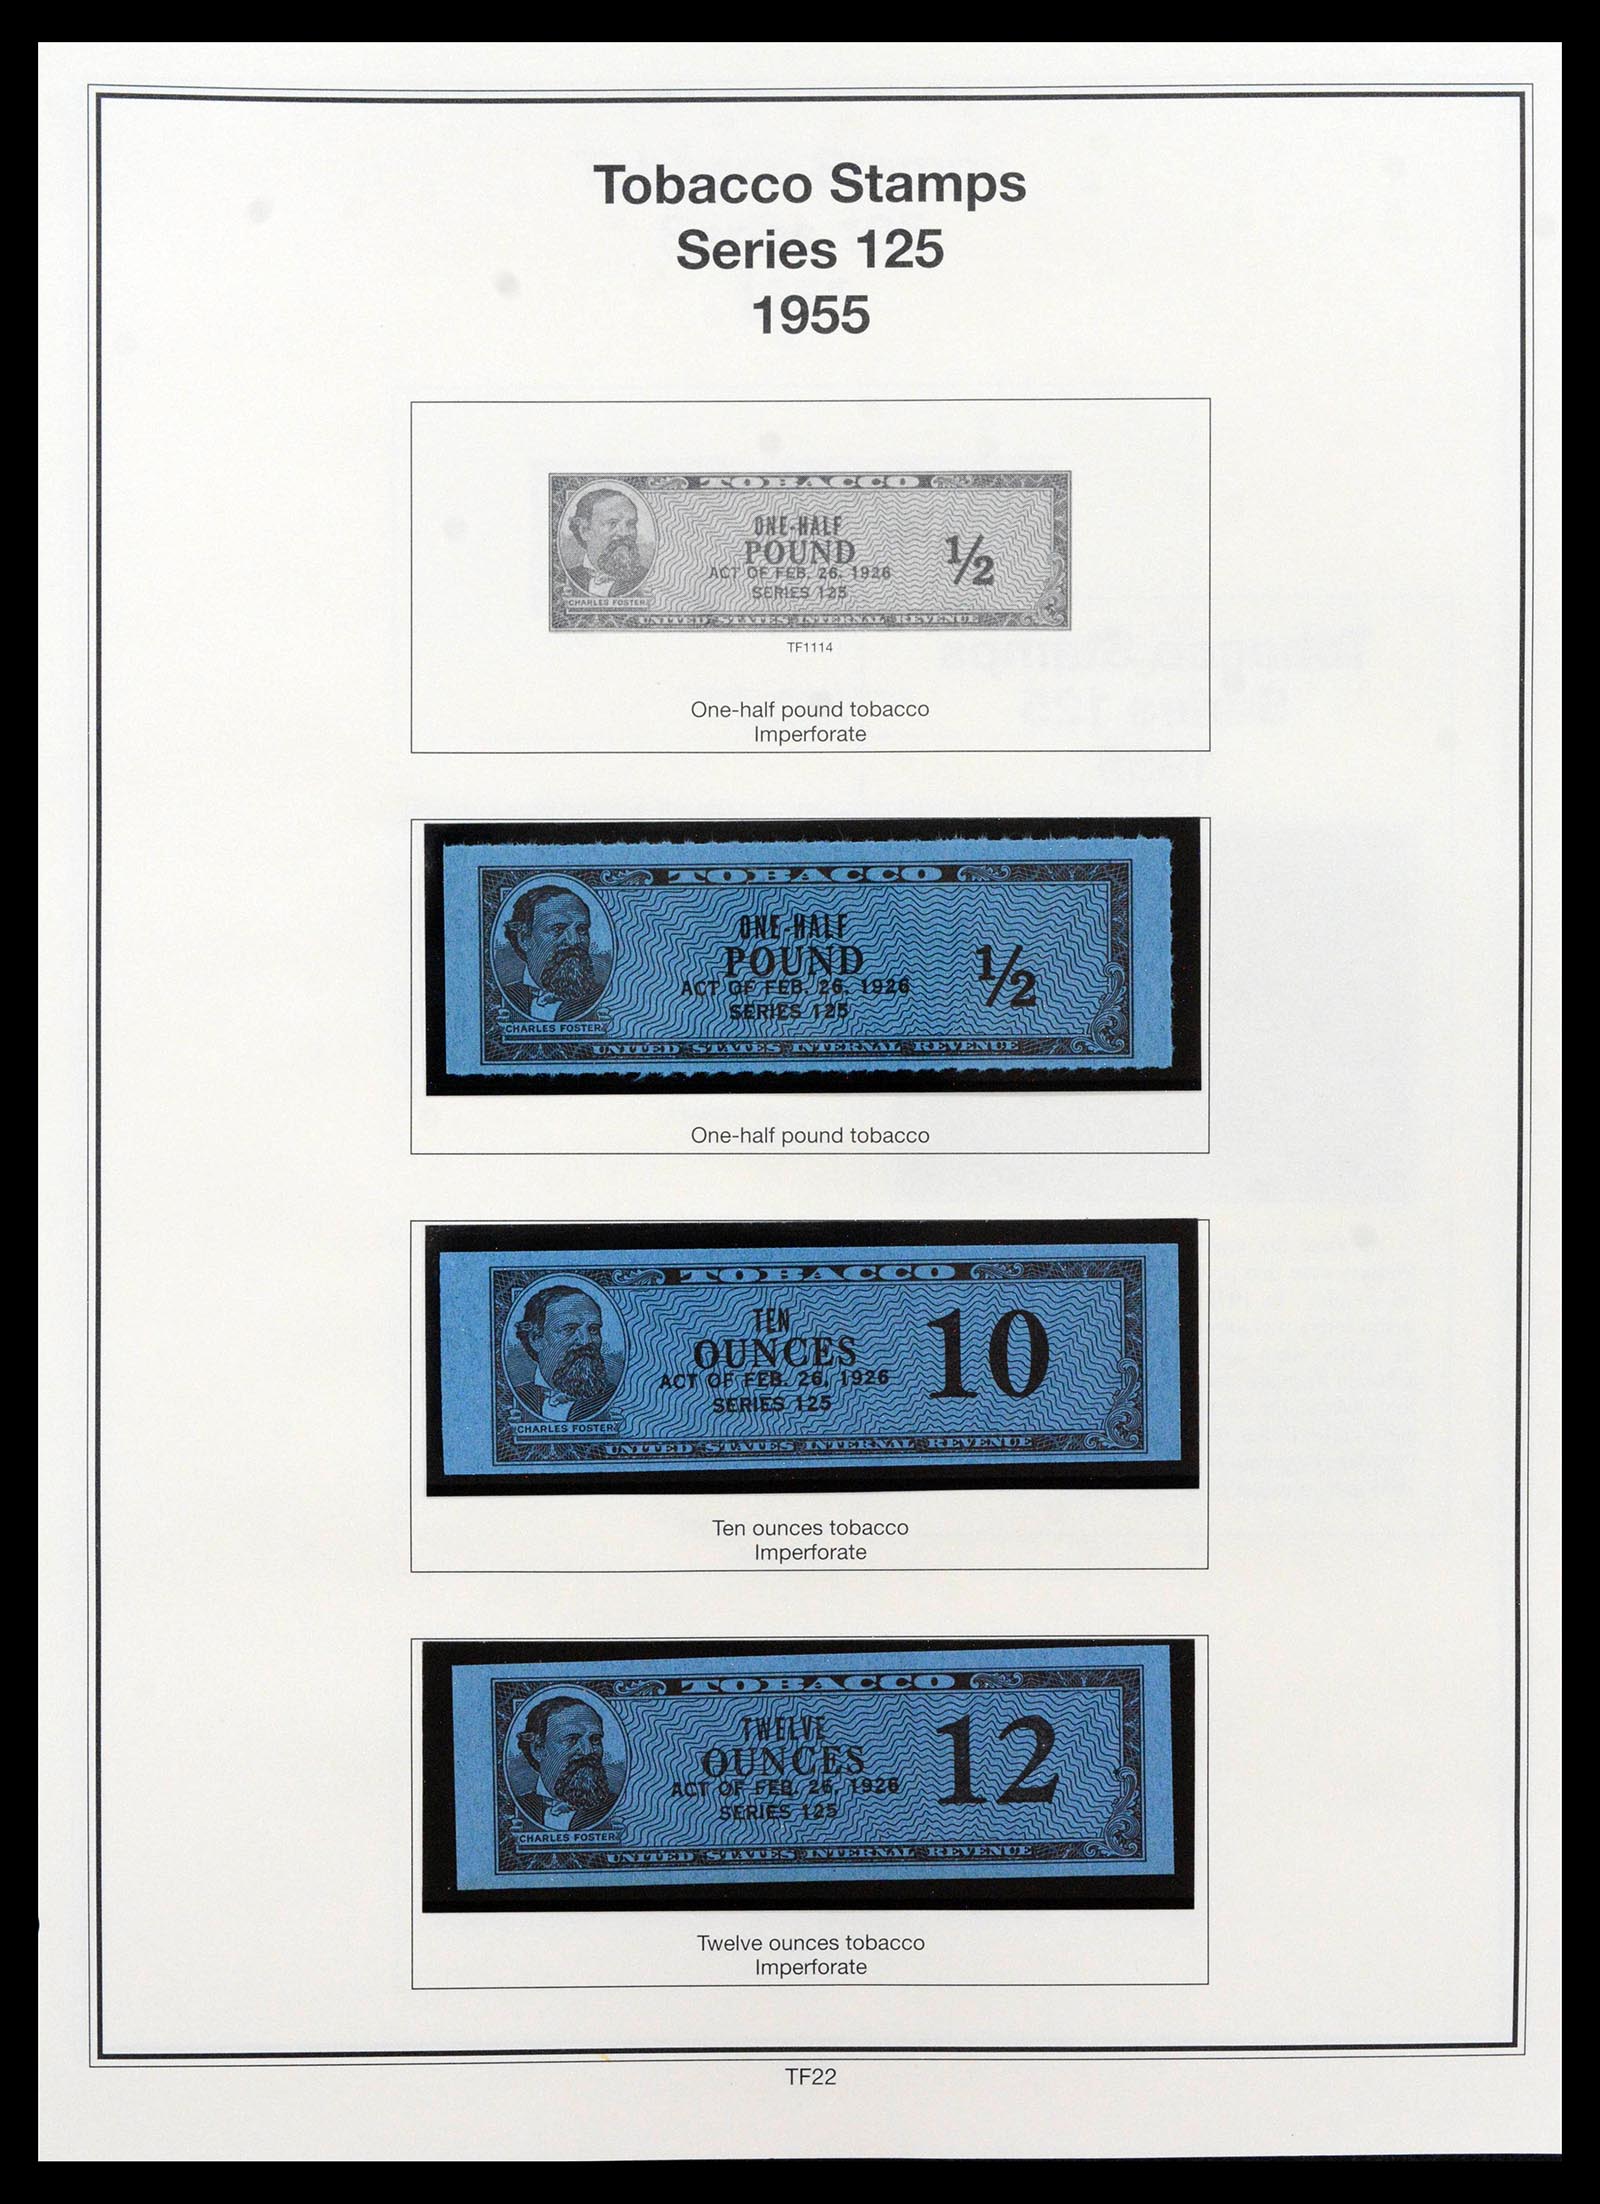 Tobacco Stamps
Series 125
1955
TOBACCO
ONE-HALF
POUND
ACT OF FEB. 26, 1926
SERIES 125
1/2
CHARLES FOSTER
UNITED STATES INTERNAL REVENUE
TF1114
One-half pound tobacco
Imperforate
TOBACCO
ONE-HALF
POUND
ACT OF FEB. 26, 1926
SERIES 125
1/2
CHARLES FOSTER
UNITED STATES INTERNAL REVENUE
One-half pound tobacco
TOBACCO
TEN
OUNCES
ACT OF FEB. 26, 1926
SERIES 125
10
CHARLES FOSTER
UNITED STATES INTERNAL REVENUE
Ten ounces tobacco
Imperforate
TOBACCO
TWELVE
OUNCES
ACT OF FEB. 26, 1926
SERIES 125
12
CHARLES FOSTER
UNITED STATES INTERNAL REVENUE
Twelve ounces tobacco
Imperforate
TF22